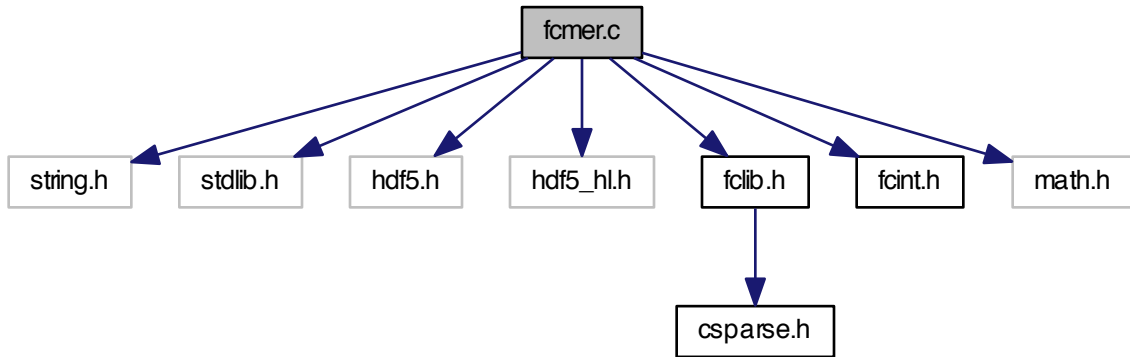 fcmer.c
string.h
stdlib.h
hdf5.h
hdf5_hl.h
fclib.h
fcint.h
math.h
csparse.h